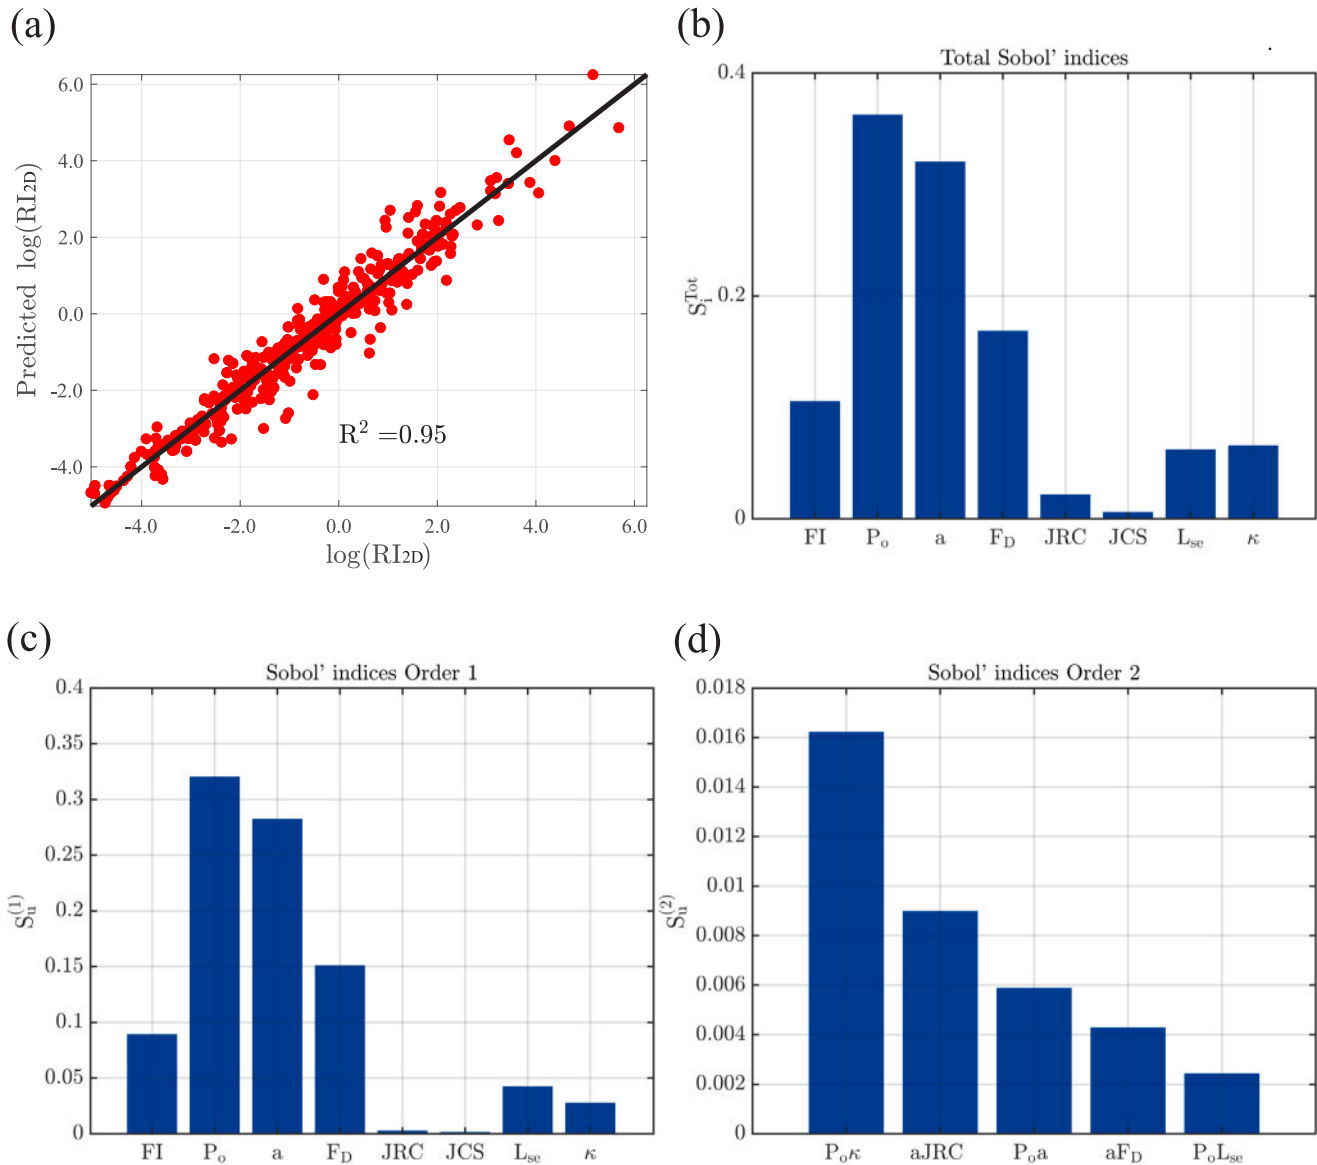 (a)
6.0
4.0
2.0
0.0
-2.0
-4.0
Predicted log(RI2D)
R² =0.95
-4.0 -2.0 0.0 2.0 4.0 6.0
log(RI2D)
(b)
Total Sobol' indices
0.4
0.2
0
S_i^Tot
FI P_o a F_D JRC JCS L_se κ
(c)
Sobol' indices Order 1
0.4
0.35
0.3
0.25
0.2
0.15
0.1
0.05
0
S_u^(1)
FI P_o a F_D JRC JCS L_se κ
(d)
Sobol' indices Order 2
0.018
0.016
0.014
0.012
0.01
0.008
0.006
0.004
0.002
0
S_u^(2)
P_oκ aJRC P_oa aF_D P_oL_se